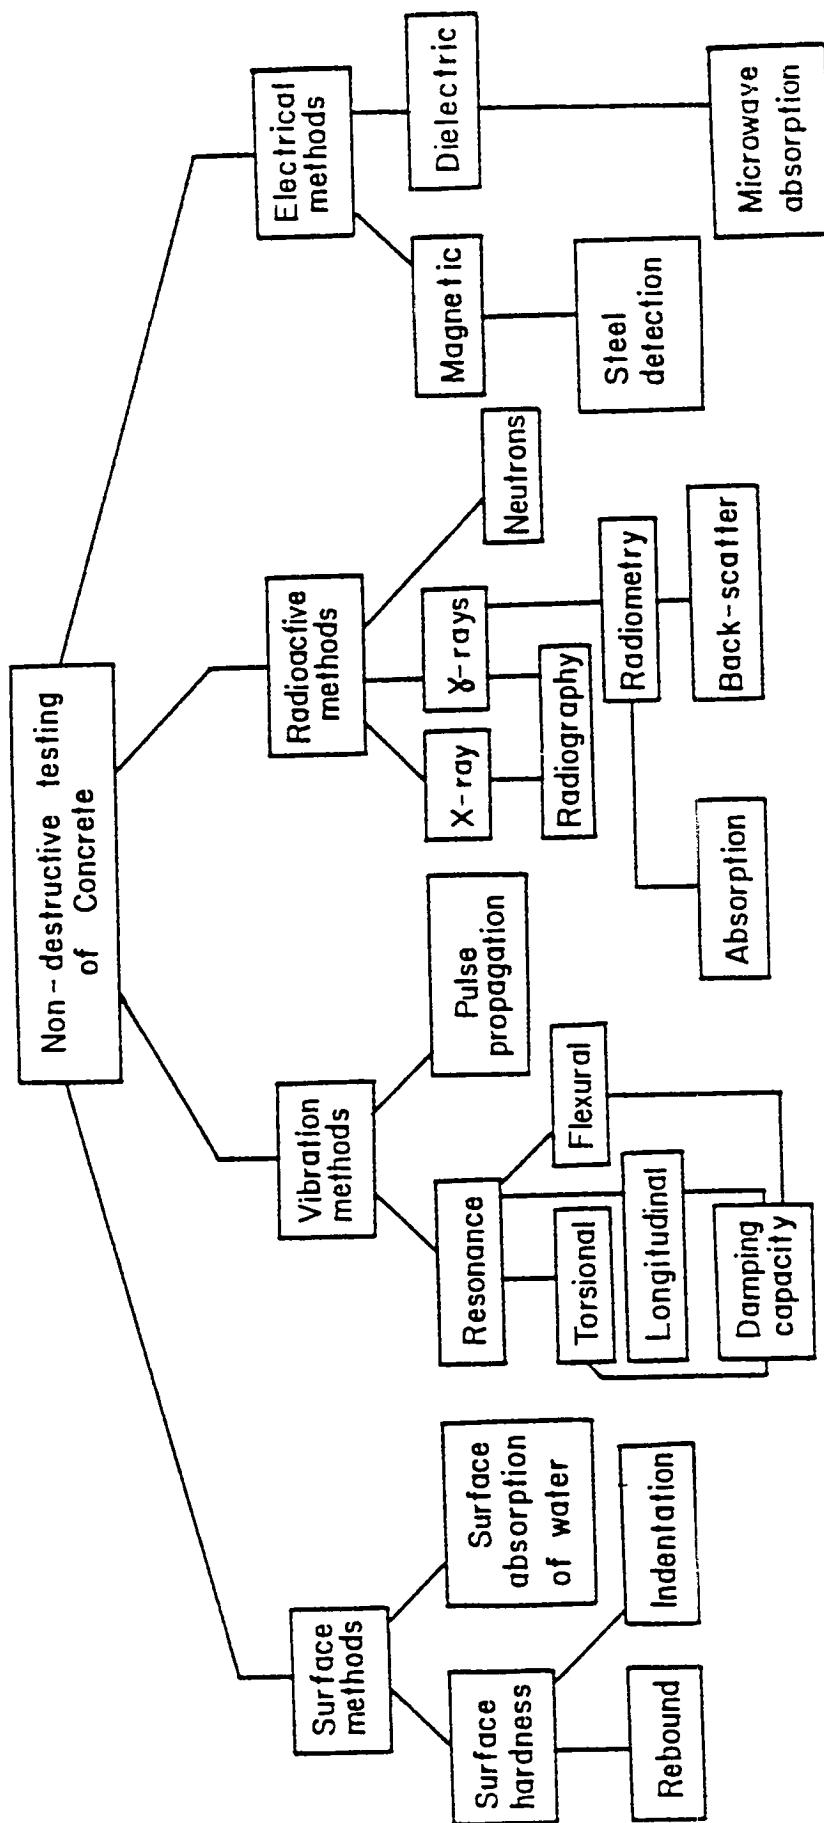 Non-destructive testing
of Concrete
Surface
methods
Vibration
methods
Radioactive
methods
Electrical
methods
Surface
hardness
Surface
absorption
of water
Resonance
Pulse
propagation
X-ray
γ-rays
Neutrons
Magnetic
Dielectric
Rebound
Indentation
Torsional
Longitudinal
Flexural
Damping
capacity
Radiography
Radiometry
Absorption
Back-scatter
Steel
detection
Microwave
absorption